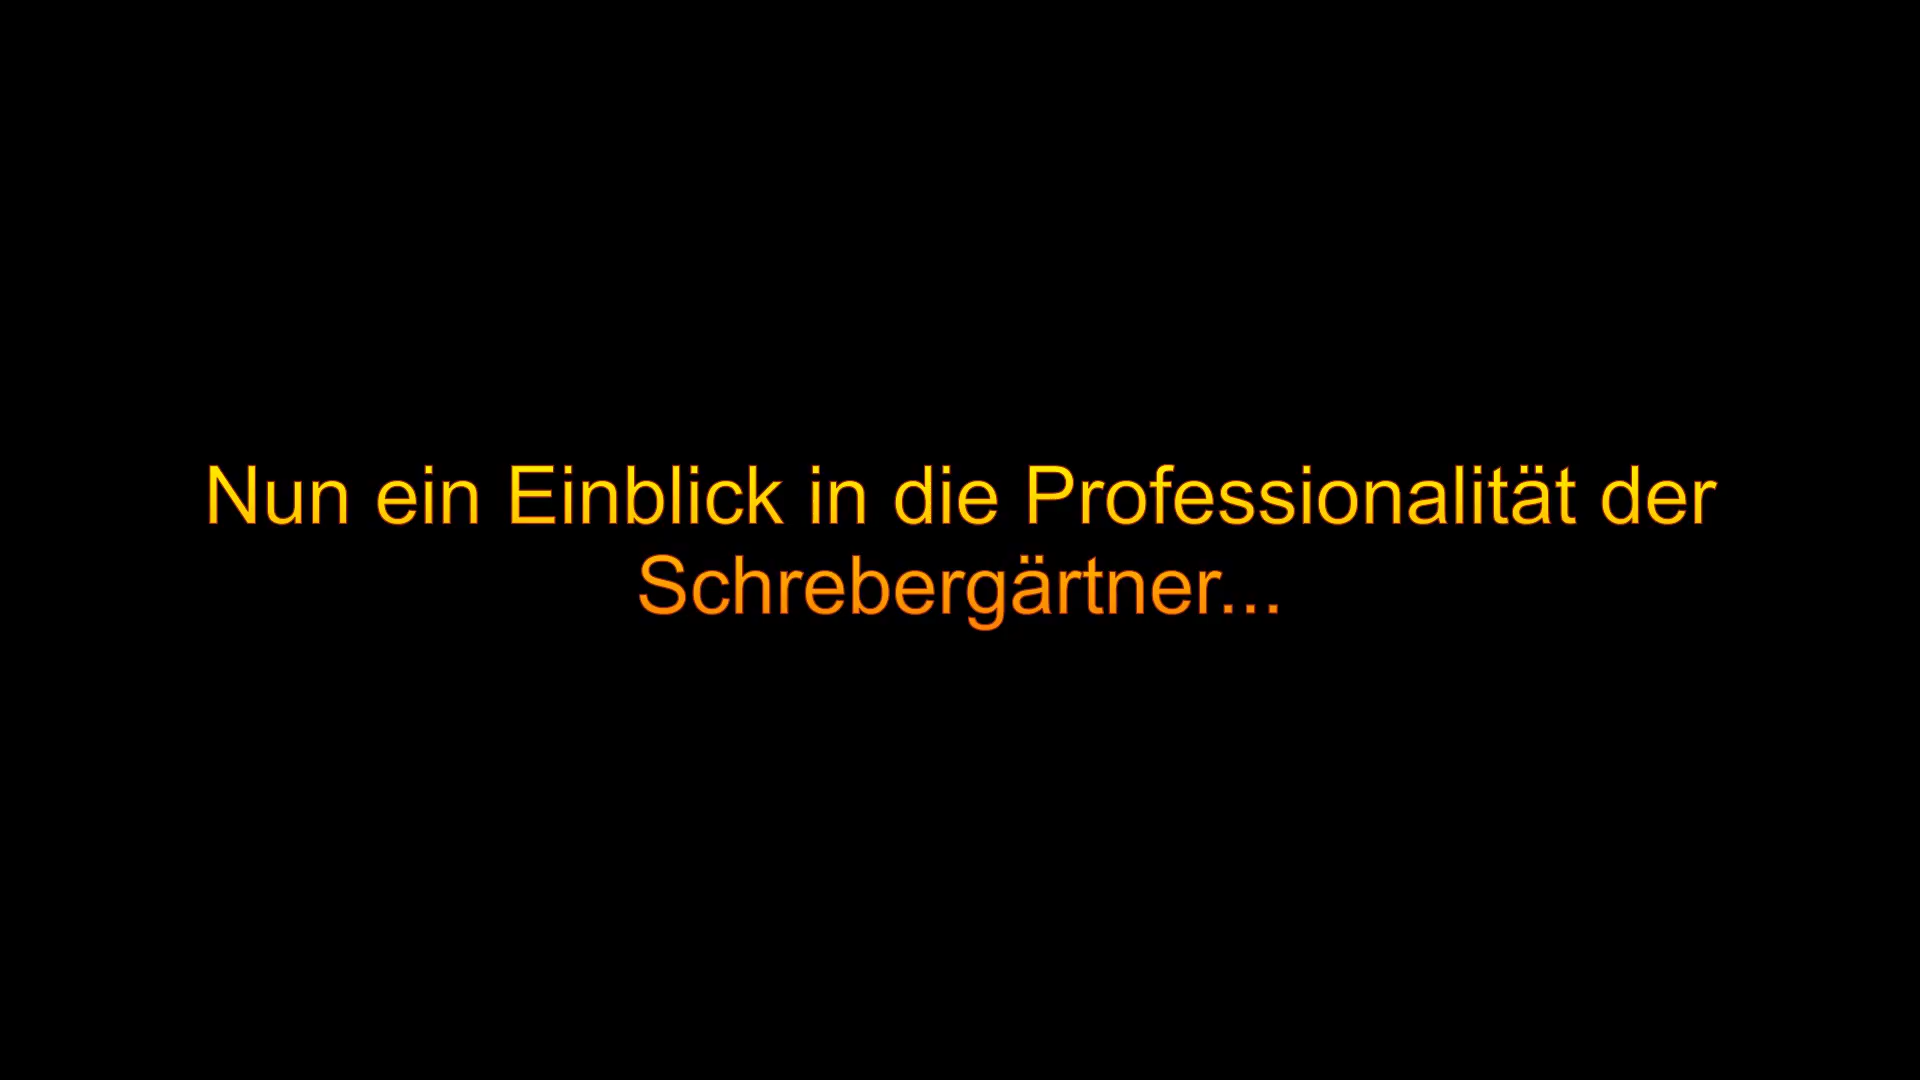 Nun ein Einblick in die Professionalität der
Schrebergärtner...